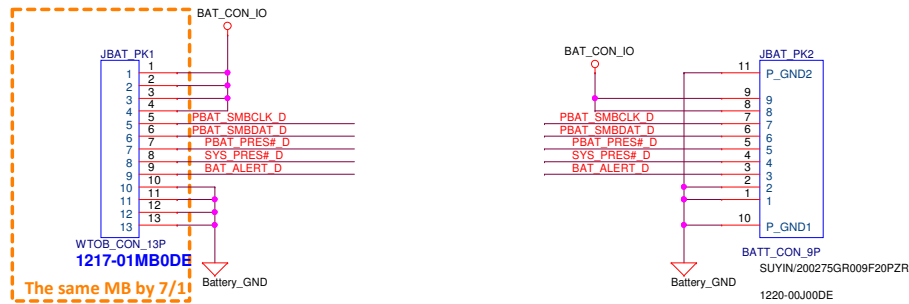 BAT_CON_IO
JBAT_PK1
1 1
2 2
3 3
4 4
5 5 PBAT_SMBCLK_D
6 6 PBAT_SMBDAT_D
7 7 PBAT_PRES#_D
8 8 SYS_PRES#_D
9 9 BAT_ALERT_D
10 10
11 11
12 12
13 13
WTOB_CON_13P
1217-01MB0DE
The same MB by 7/1
Battery_GND
BAT_CON_IO
JBAT_PK2
11 P_GND2
9 9
8 8
PBAT_SMBCLK_D 7 7
PBAT_SMBDAT_D 6 6
PBAT_PRES#_D 5 5
SYS_PRES#_D 4 4
BAT_ALERT_D 3 3
2 2
1 1
10 P_GND1
BATT_CON_9P
Battery_GND
SUYIN/200275GR009F20PZR
1220-00J00DE